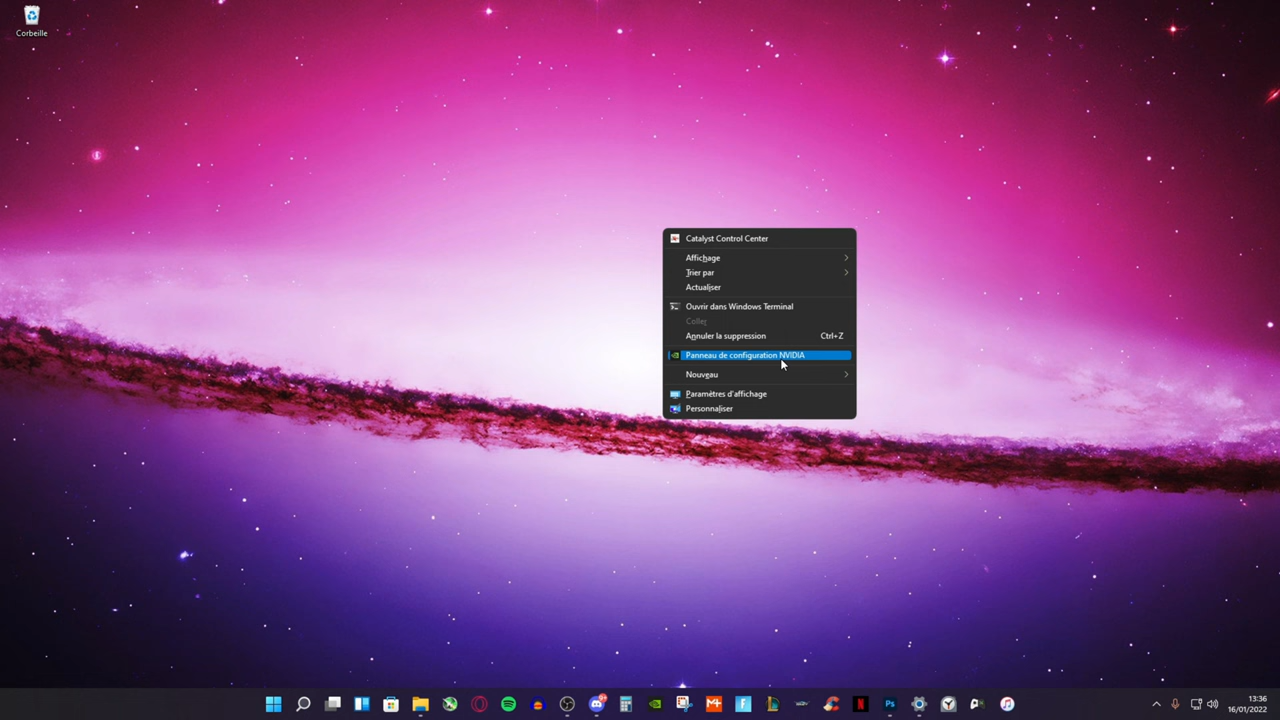 Corbeille
Catalyst Control Center
Affichage
Trier par
Actualiser
Ouvrir dans Windows Terminal
Coller
Annuler la suppression Ctrl+Z
Panneau de configuration NVIDIA
Nouveau
Paramètres d'affichage
Personnaliser
13:36
16/01/2022